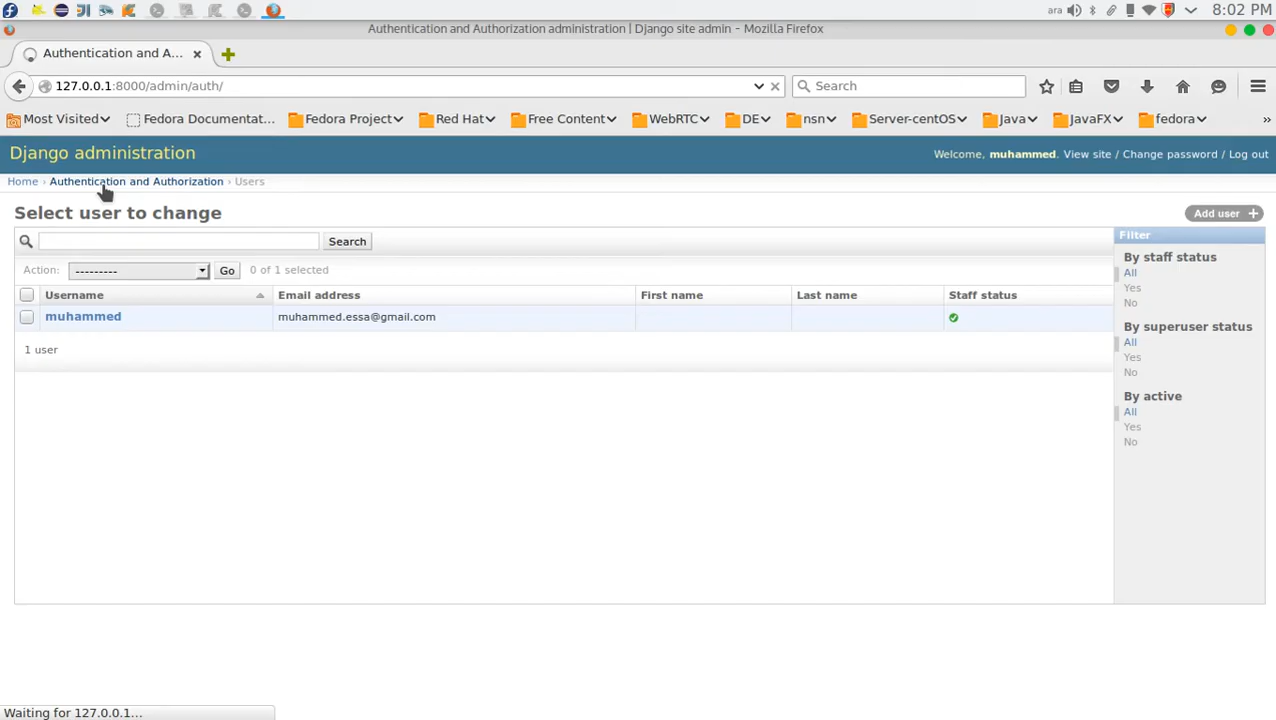 ara
8:02 PM
Authentication and Authorization administration | Django site admin - Mozilla Firefox
Authentication and A...
127.0.0.1:8000/admin/auth/
Search
Most Visited
Fedora Documentat...
Fedora Project
Red Hat
Free Content
WebRTC
DE
nsn
Server-centOS
Java
JavaFX
fedora
»
Django administration
Welcome, muhammed. View site / Change password / Log out
Home › Authentication and Authorization › Users
Select user to change
Add user +
Search
Filter
Action: --------- Go 0 of 1 selected
By staff status
All
Yes
No
Username Email address First name Last name Staff status
muhammed muhammed.essa@gmail.com
1 user
By superuser status
All
Yes
No
By active
All
Yes
No
Waiting for 127.0.0.1...